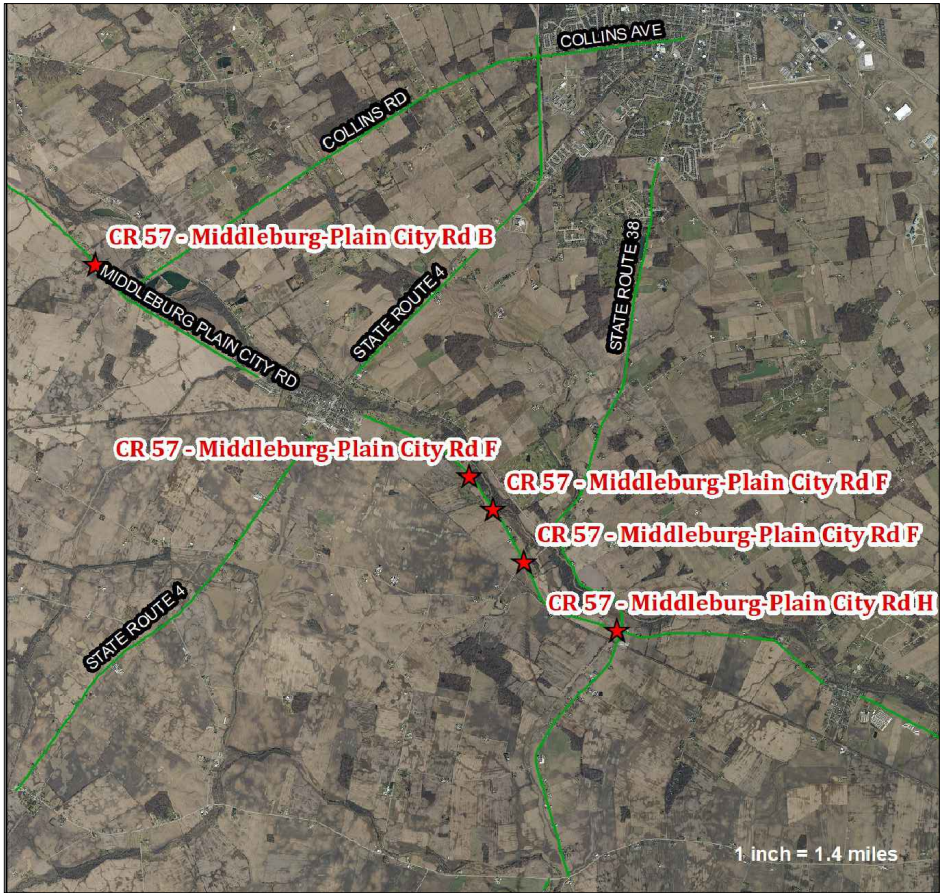 COLLINS AVE
COLLINS RD
CR 57 - Middleburg-Plain City Rd B
STATE ROUTE 38
MIDDLEBURG PLAIN CITY RD
STATE ROUTE 4
CR 57 - Middleburg-Plain City Rd F
CR 57 - Middleburg-Plain City Rd F
CR 57 - Middleburg-Plain City Rd F
CR 57 - Middleburg-Plain City Rd H
STATE ROUTE 4
1 inch = 1.4 miles